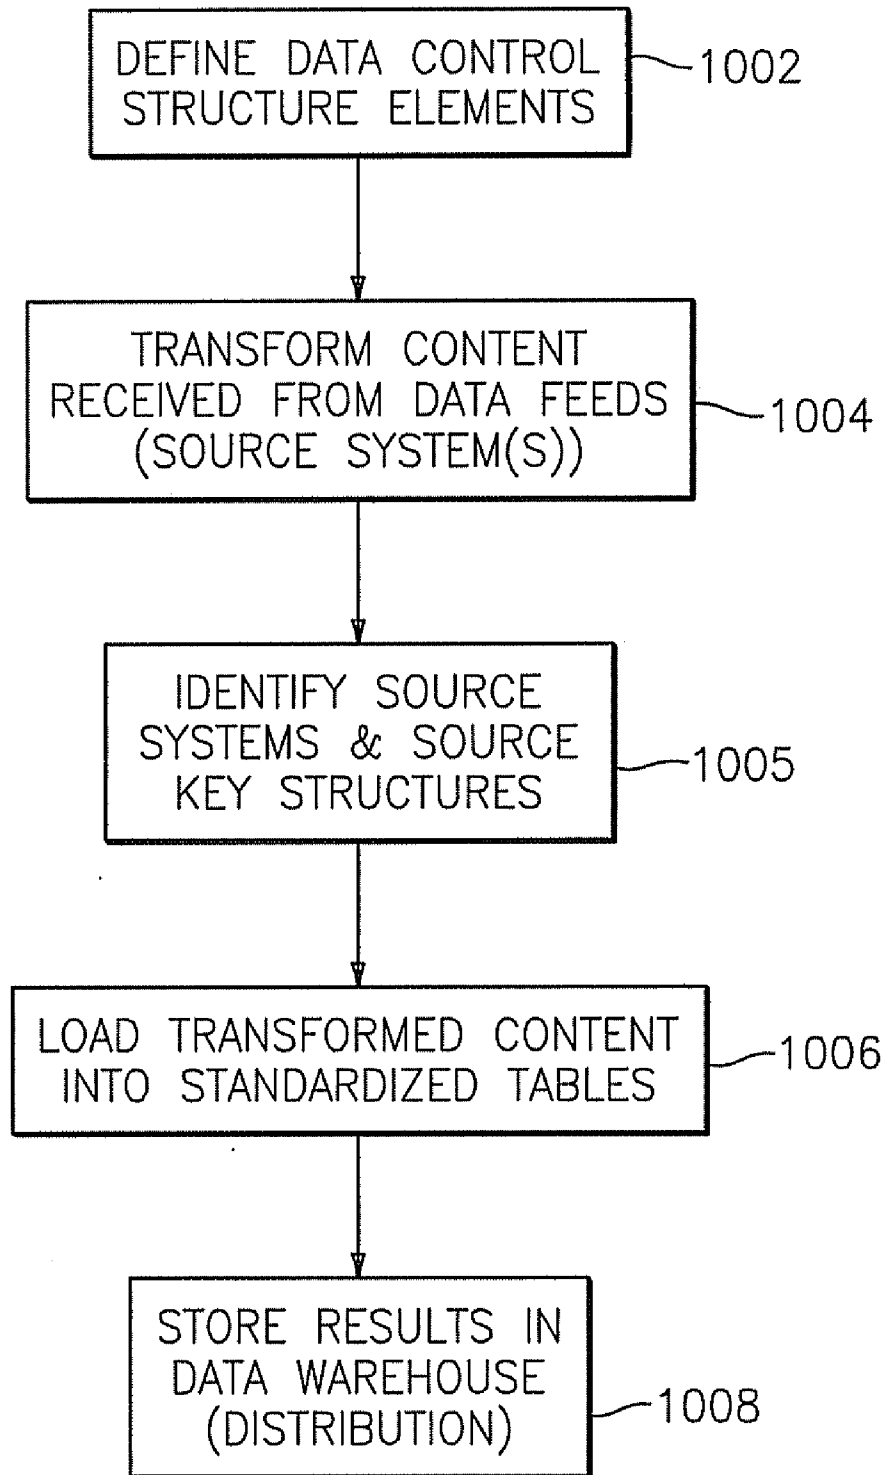 DEFINE DATA CONTROL
STRUCTURE ELEMENTS
1002
TRANSFORM CONTENT
RECEIVED FROM DATA FEEDS
(SOURCE SYSTEM(S))
1004
IDENTIFY SOURCE
SYSTEMS & SOURCE
KEY STRUCTURES
1005
LOAD TRANSFORMED CONTENT
INTO STANDARDIZED TABLES
1006
STORE RESULTS IN
DATA WAREHOUSE
(DISTRIBUTION)
1008